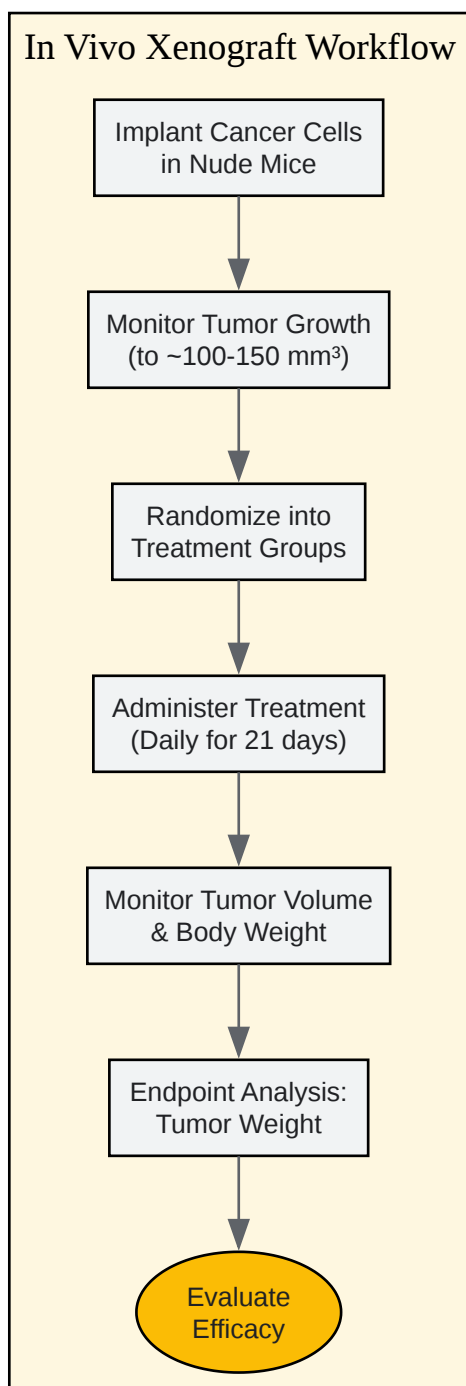 In Vivo Xenograft Workflow
Implant Cancer Cells
in Nude Mice
Monitor Tumor Growth
(to ~100-150 mm³)
Randomize into
Treatment Groups
Administer Treatment
(Daily for 21 days)
Monitor Tumor Volume
& Body Weight
Endpoint Analysis:
Tumor Weight
Evaluate
Efficacy